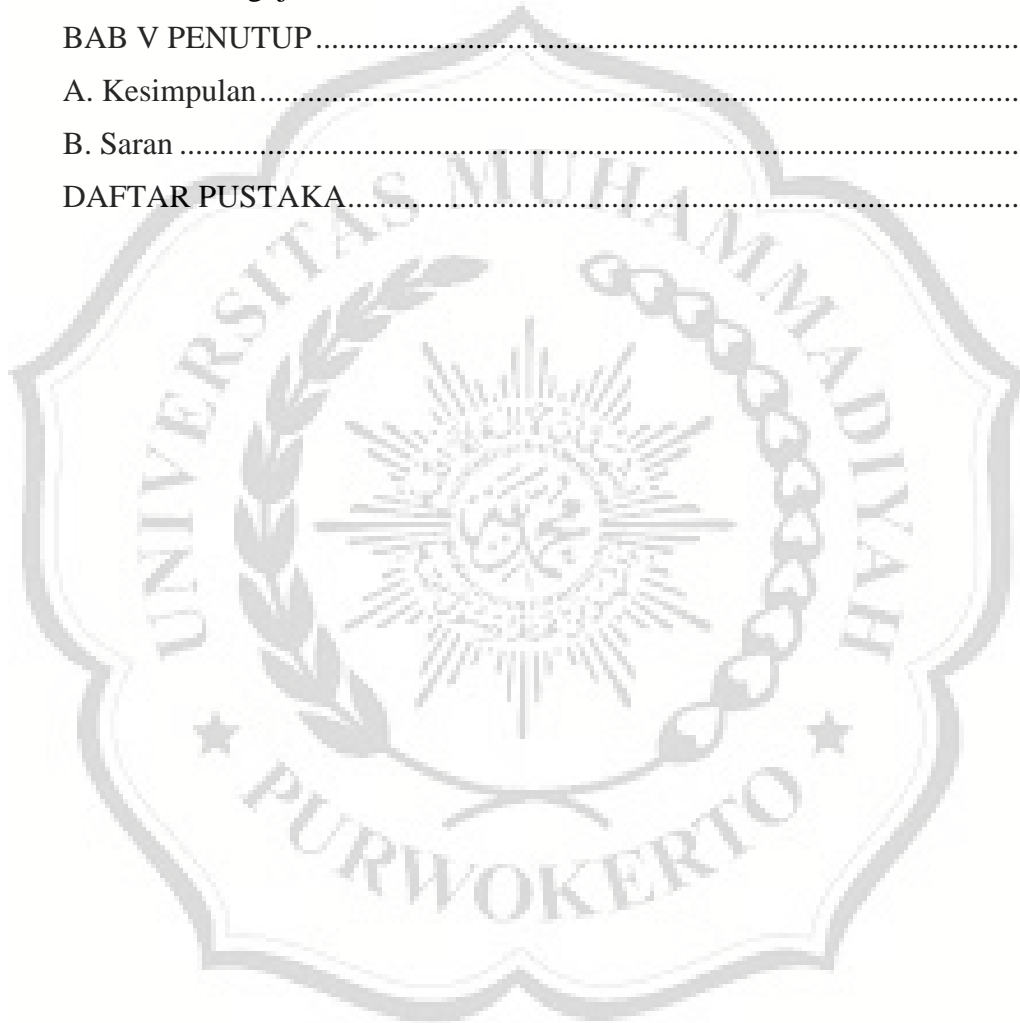 BAB V PENUTUP
A. Kesimpulan
B. Saran
DAFTAR PUSTAKA
UNIVERSITAS MUHAMMADIYAH
PURWOKERTO